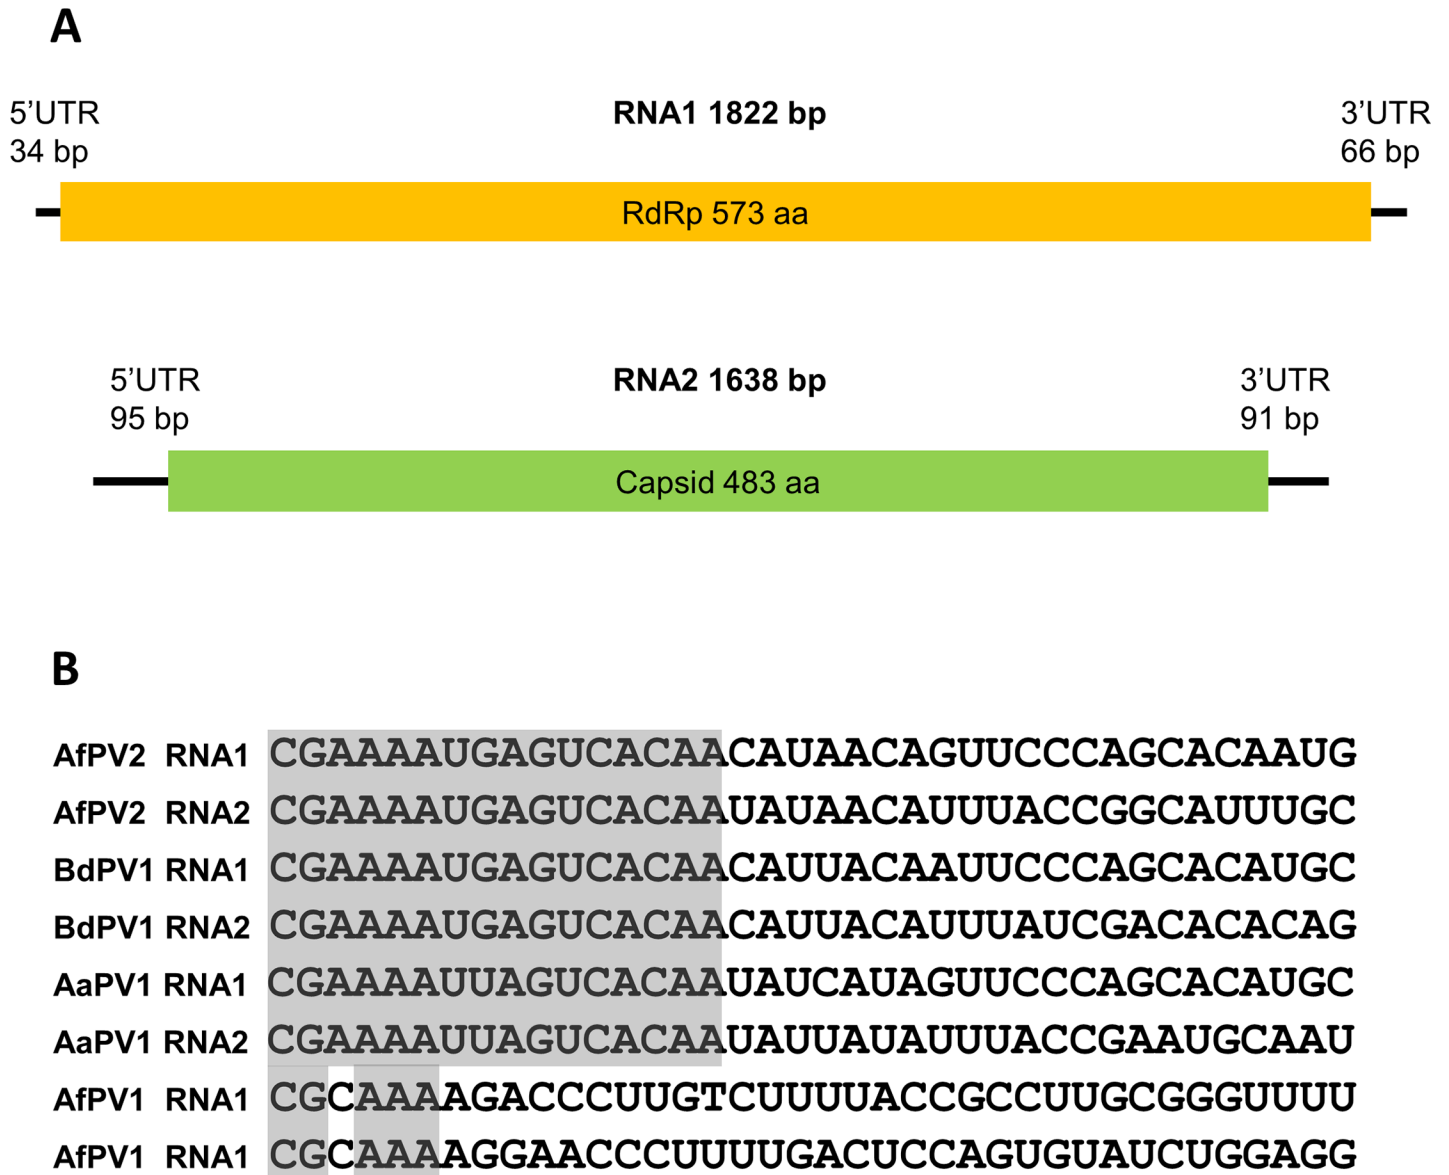 A
5’UTR RNA1 1822 bp 3’UTR
34 bp 66 bp
RdRp 573 aa
5’UTR RNA2 1638 bp 3’UTR
95 bp 91 bp
Capsid 483 aa
B
AfPV2 RNA1 CGAAAAUGAGUCACAACAUAACAGUUCCCAGCACAAUG
AfPV2 RNA2 CGAAAAUGAGUCACAAUAUAACAUUUACCGGCAUUUGC
BdPV1 RNA1 CGAAAAUGAGUCACAACAUUACAAUUCCCAGCACAUGC
BdPV1 RNA2 CGAAAAUGAGUCACAACAUUACAUUUAUCGACACACAG
AaPV1 RNA1 CGAAAAUUAGUCACAAUAUCAUAGUUCCCAGCACAUGC
AaPV1 RNA2 CGAAAAUUAGUCACAAUAUUAUAUUUACCGAAUGCAAU
AfPV1 RNA1 CGCAAAAGACCCUUGTCUUUUACCGCCUUGCGGGUUUU
AfPV1 RNA1 CGCAAAAGGAACCCUUUUGACUCCAGUGUAUCUGGAGG